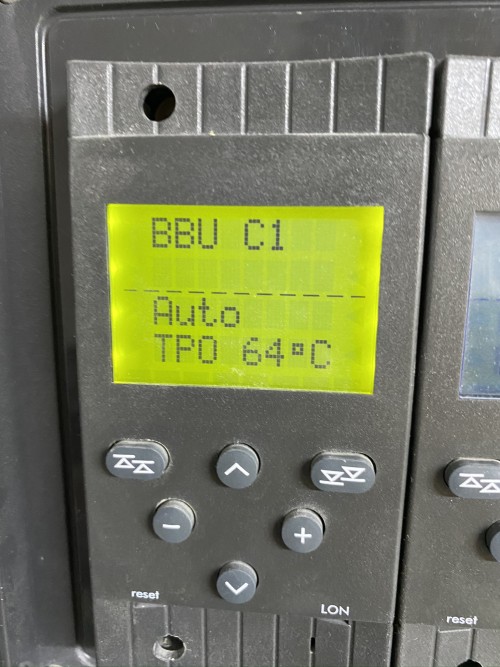 BBU C1
Auto
TPO 64°C
reset
LON
reset